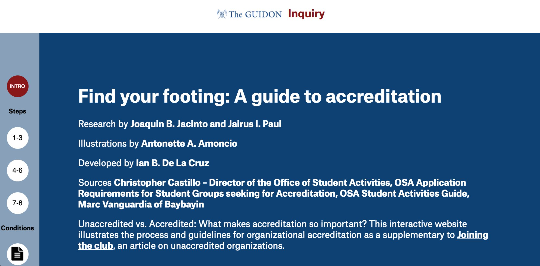 The GUIDON Inquiry
INTRO
Steps
1-3
4-6
7-8
Conditions
Find your footing: A guide to accreditation
Research by Joaquin B. Jacinto and Jairus I. Paul
Illustrations by Antonette A. Amoncio
Developed by Ian B. De La Cruz
Sources Christopher Castillo - Director of the Office of Student Activities, OSA Application
Requirements for Student Groups seeking for Accreditation, OSA Student Activities Guide,
Marc Vanguardia of Baybayin
Unaccredited vs. Accredited: What makes accreditation so important? This interactive website
illustrates the process and guidelines for organizational accreditation as a supplementary to Joining
the club, an article on unaccredited organizations.